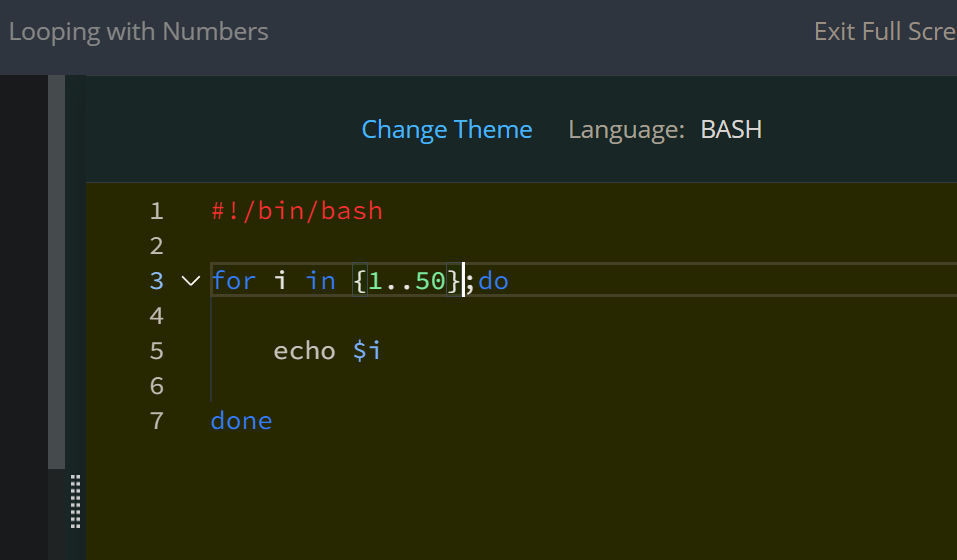 Looping with Numbers
Exit Full Scre
Change Theme Language: BASH
1 #!/bin/bash
2
3 for i in {1..50};do
4
5     echo $i
6
7 done